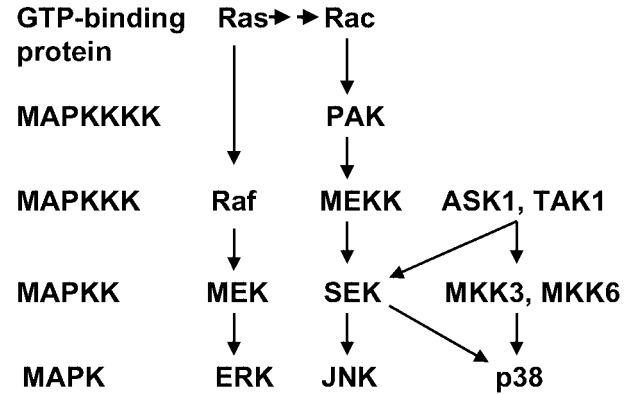 GTP-binding protein Ras Rac
MAPKKKK PAK
MAPKKK Raf MEKK ASK1, TAK1
MAPKK MEK SEK MKK3, MKK6
MAPK ERK JNK p38